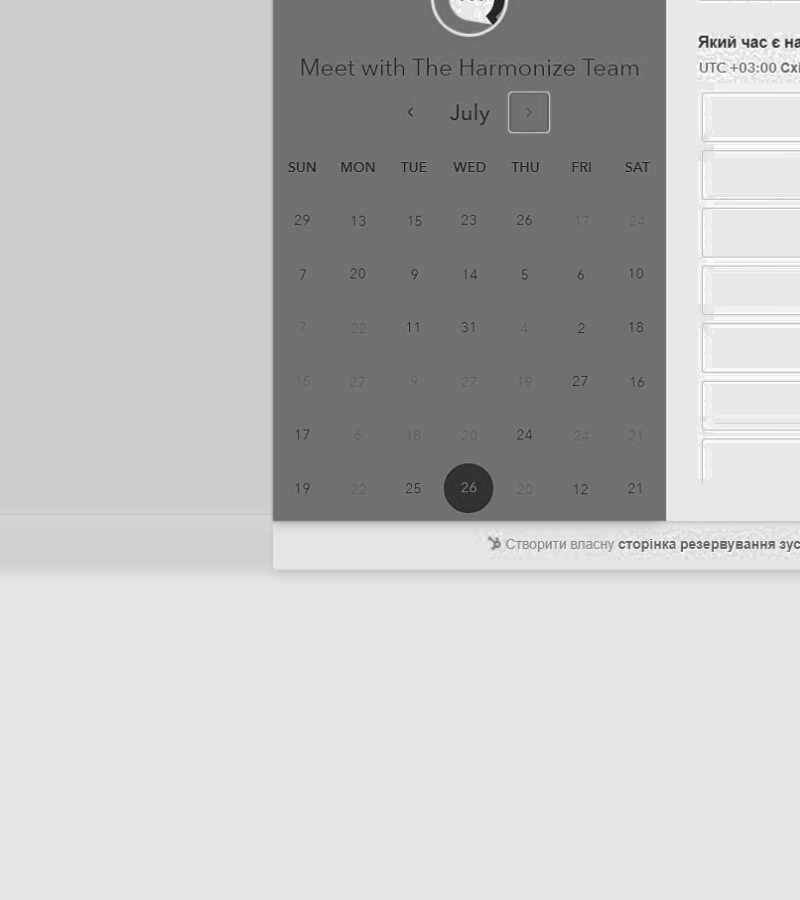 Який час є на
Meet with The Harmonize Team
UTC +03:00 Схі
< July >
SUN MON TUE WED THU FRI SAT
29 13 15 23 26 17 24
7 20 9 14 5 6 10
7 22 11 31 4 2 18
15 27 9 27 19 27 16
17 6 18 20 24 24 21
19 22 25 26 20 12 21
Створити власну сторінка резервування зус